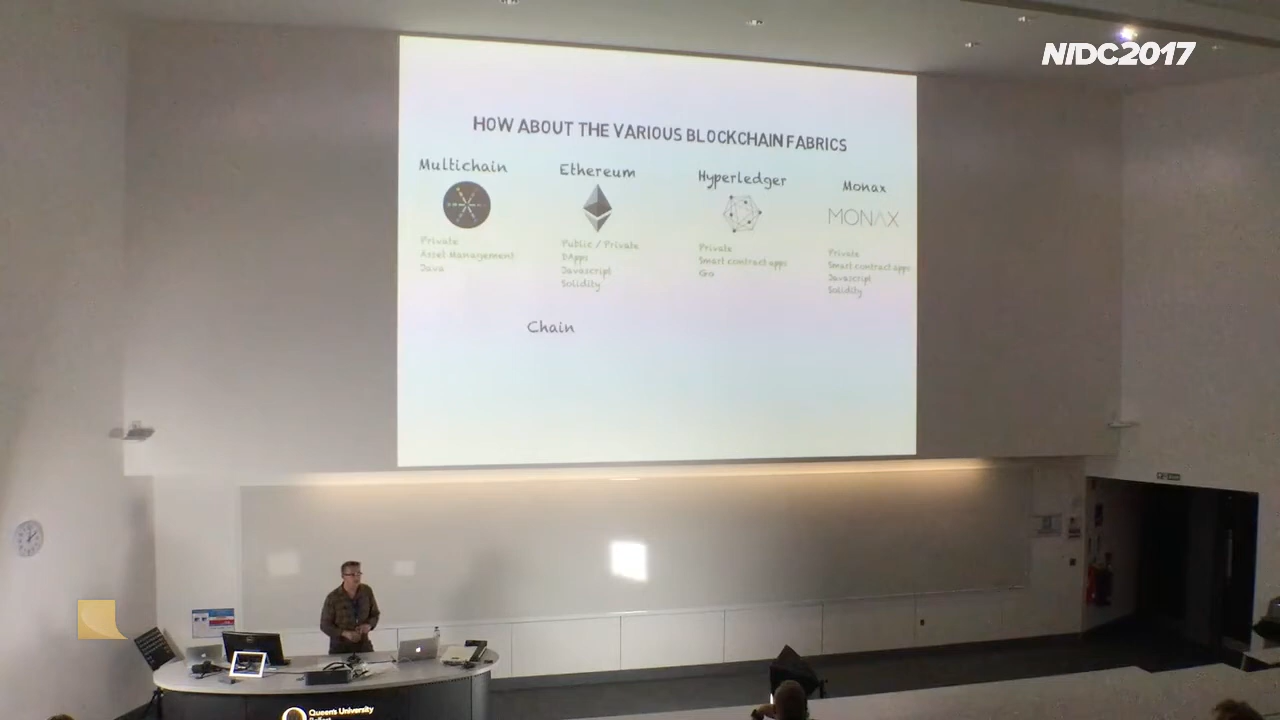 NIDC2017
HOW ABOUT THE VARIOUS BLOCKCHAIN FABRICS
Multichain
Private
Asset Management
Java
Ethereum
Public / Private
DApps
Javascript
Solidity
Hyperledger
Private
Smart contract apps
Go
Monax
MONAX
Private
Smart contract apps
Javascript
Solidity
Chain
Queen's University
Belfast